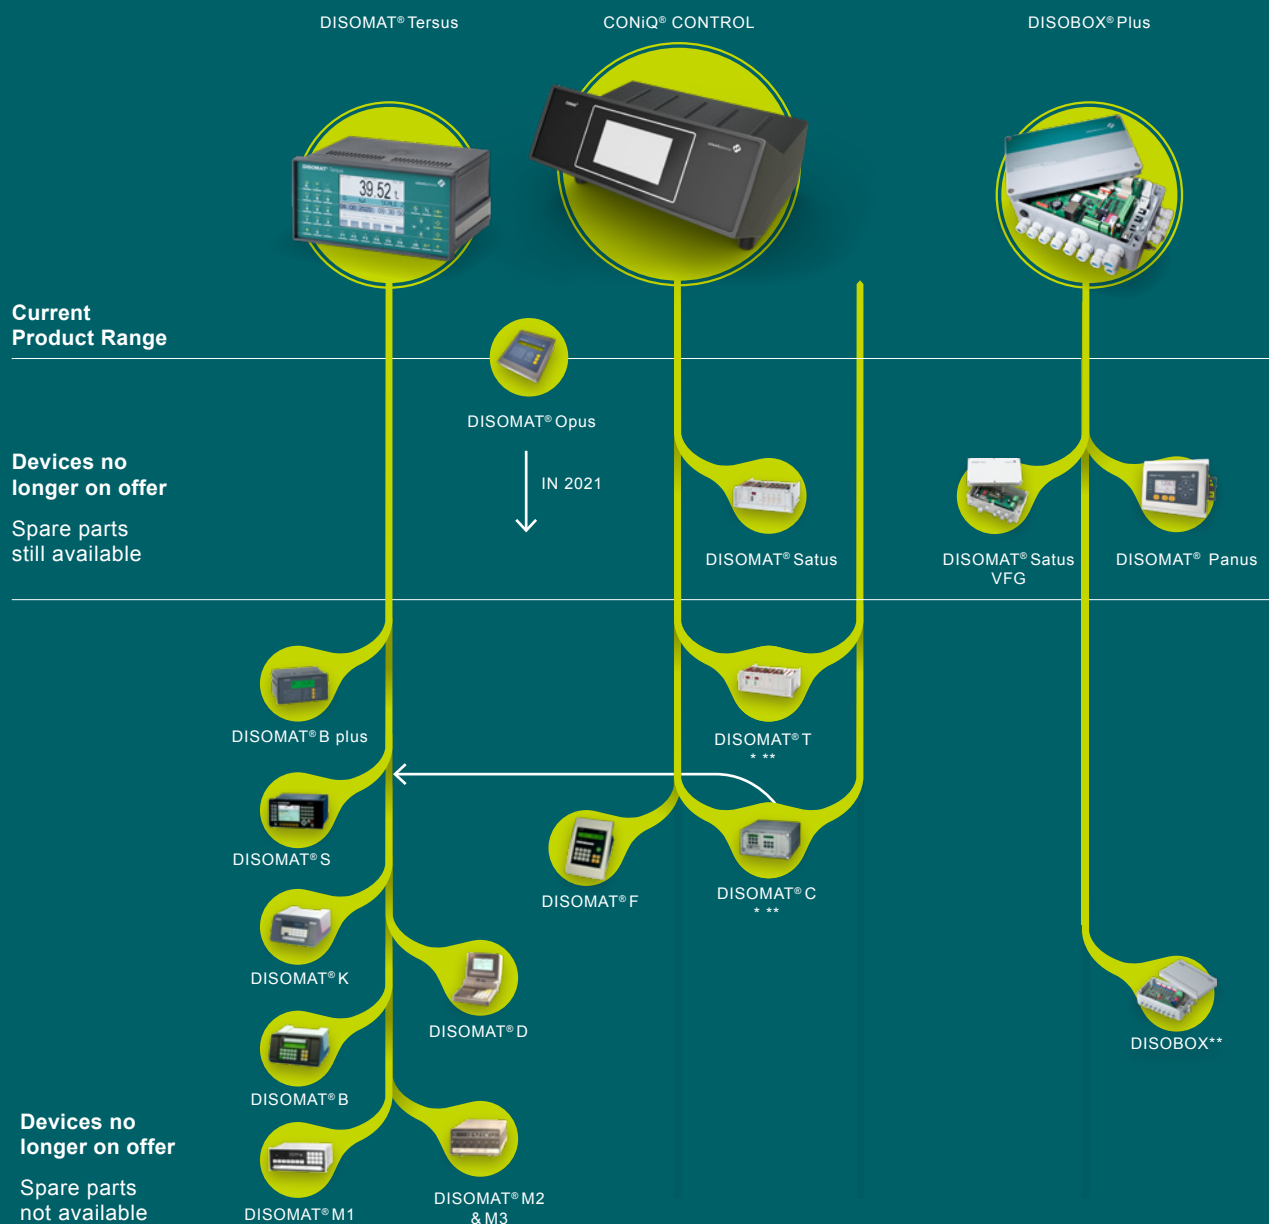 DISOMAT® Tersus
CONiQ® CONTROL
DISOBOX® Plus
39.52 t
Current
Product Range
DISOMAT® Opus
IN 2021
Devices no
longer on offer
Spare parts
still available
DISOMAT® Satus
DISOMAT® Satus
VFG
DISOMAT® Panus
DISOMAT® B plus
DISOMAT® T
* **
DISOMAT® S
DISOMAT® F
DISOMAT® C
* **
DISOMAT® K
DISOMAT® D
DISOBOX**
DISOMAT® B
Devices no
longer on offer
Spare parts
not available
DISOMAT® M1
DISOMAT® M2
& M3